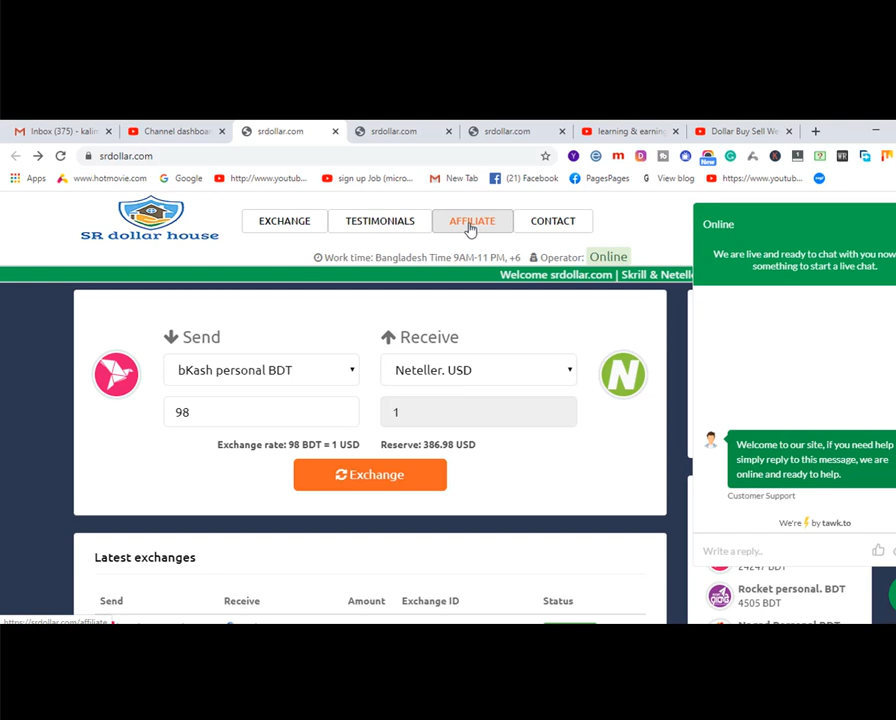 Inbox (375) - kalim
Channel dashboa
srdollar.com
srdollar.com
srdollar.com
learning & earning
Dollar Buy Sell We
srdollar.com
New
Apps
www.hotmovie.com
Google
http://www.youtub...
sign up Job (micro...
New Tab
(21) Facebook
PagesPages
View blog
https://www.youtub...
SR dollar house
EXCHANGE
TESTIMONIALS
AFFILIATE
CONTACT
Work time: Bangladesh Time 9AM-11 PM, +6
Operator: Online
Welcome srdollar.com | Skrill & Netelle
Online
We are live and ready to chat with you now
something to start a live chat.
Send
Receive
bKash personal BDT
Neteller. USD
98
1
Exchange rate: 98 BDT = 1 USD
Reserve: 386.98 USD
Exchange
Welcome to our site, if you need help
simply reply to this message, we are
online and ready to help.
Customer Support
We're by tawk.to
Write a reply..
24247 BDT
Rocket personal. BDT
4505 BDT
Latest exchanges
Send
Receive
Amount
Exchange ID
Status
https://srdollar.com/affiliate